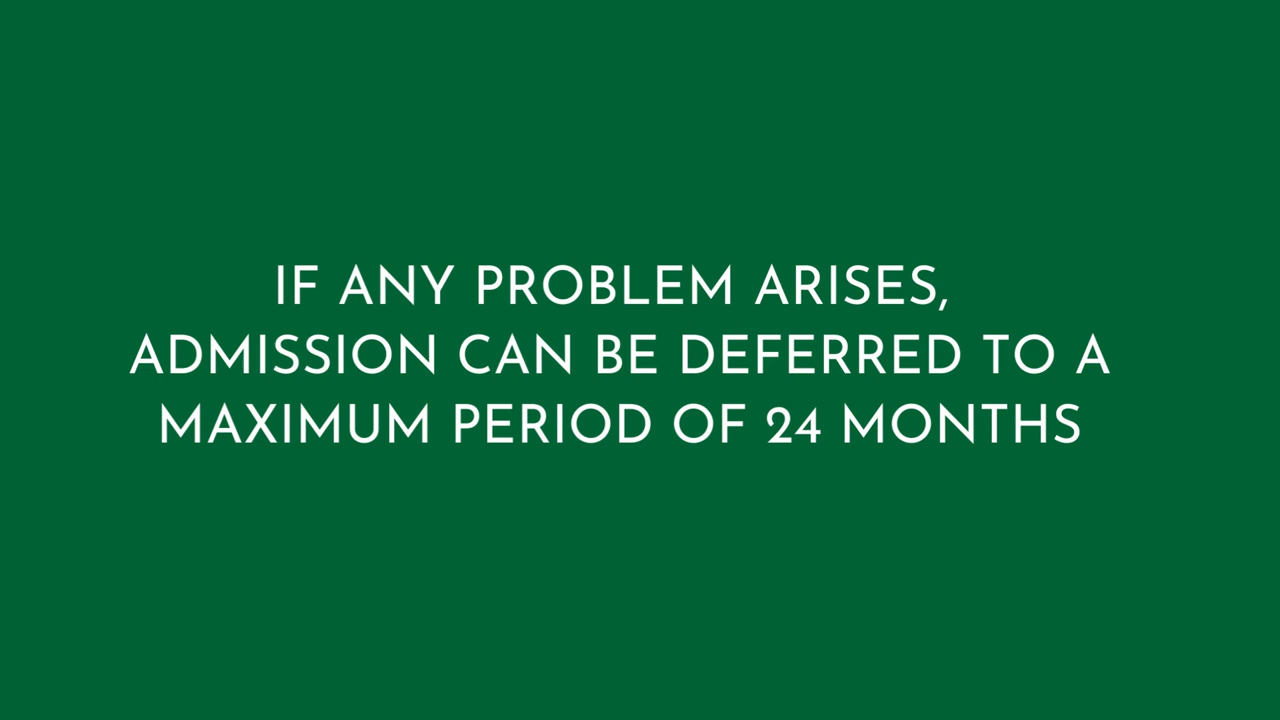 IF ANY PROBLEM ARISES,
ADMISSION CAN BE DEFERRED TO A
MAXIMUM PERIOD OF 24 MONTHS